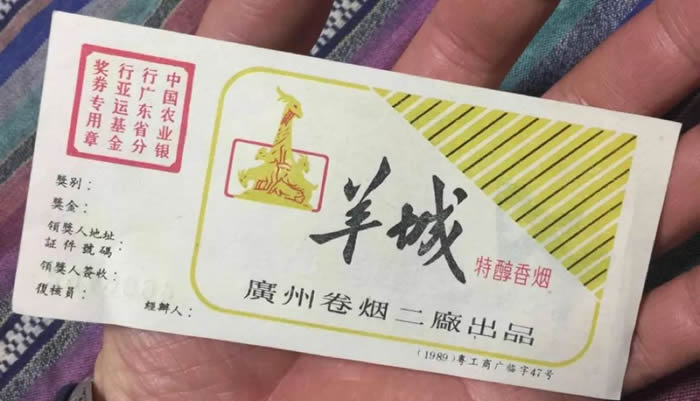 中国农业银
行广东省分
行亚运基金
奖券专用章
獎别：
獎金：
領獎人地址：
証件號碼：
領獎人簽收：
復核員：
經辦人：
羊城
特醇香烟
廣州卷烟二廠出品
(1989)粤工商广临字47号